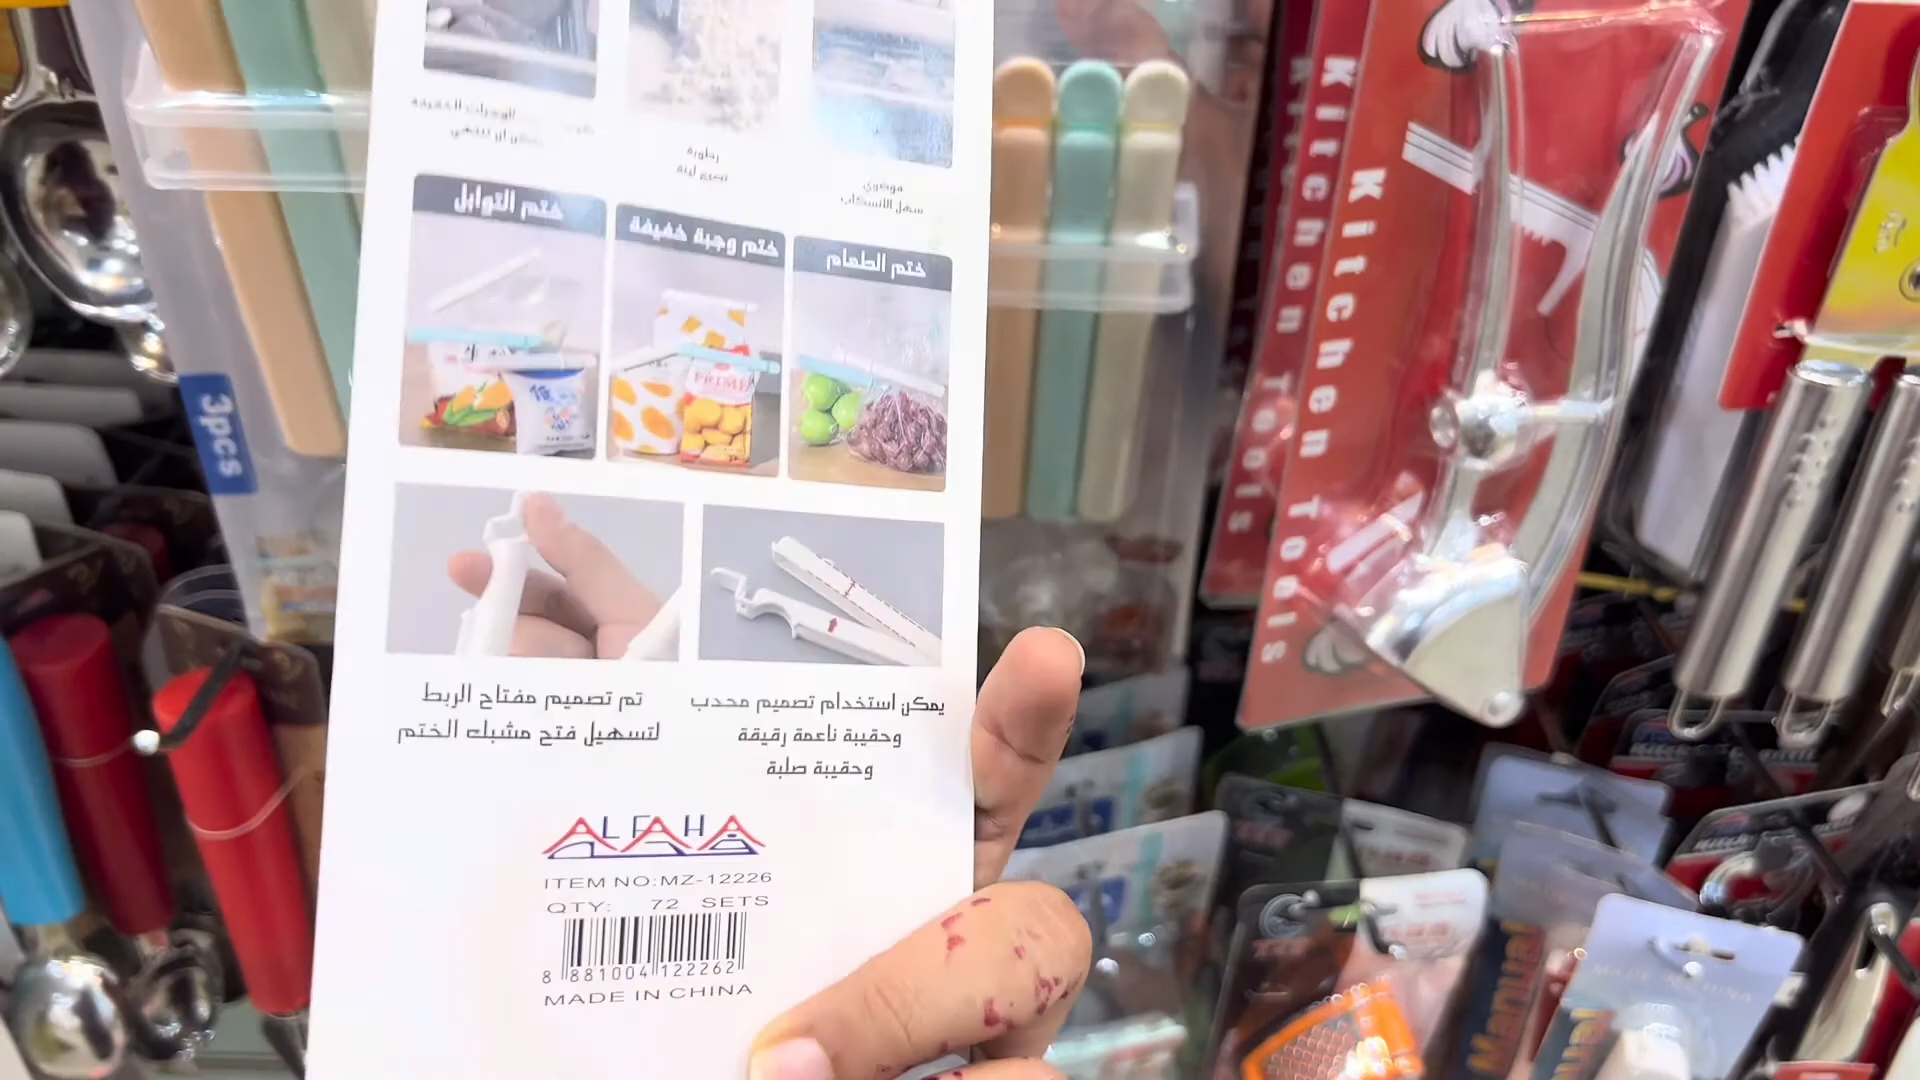 ختم التوابل
ختم وجبة خفيفة
ختم الطعام
PRIME
تم تصميم مفتاح الربط
لتسهيل فتح مشبك الختم
يمكن استخدام تصميم محدب
وحقيبة ناعمة رقيقة
وحقيبة صلبة
ALFAHA
ITEM NO:MZ-12226
QTY: 72 SETS
8 881004 122262
MADE IN CHINA
3pcs
Kitchen Tools
Kitchen Tools
Manual